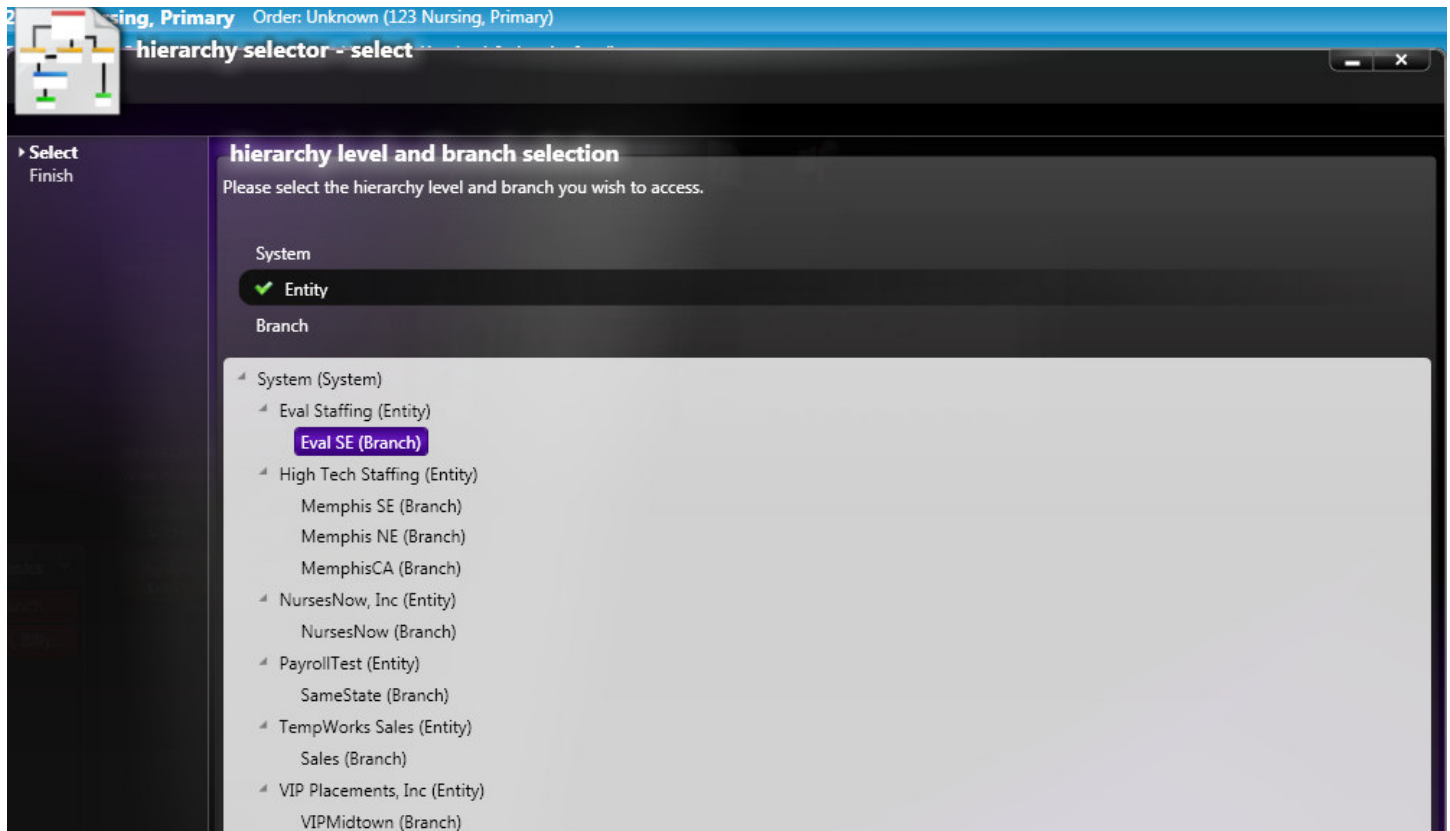 sing, Primary Order: Unknown (123 Nursing, Primary)
hierarchy selector - select
Select
Finish
hierarchy level and branch selection
Please select the hierarchy level and branch you wish to access.
System
Entity
Branch
System (System)
Eval Staffing (Entity)
Eval SE (Branch)
High Tech Staffing (Entity)
Memphis SE (Branch)
Memphis NE (Branch)
MemphisCA (Branch)
NursesNow, Inc (Entity)
NursesNow (Branch)
PayrollTest (Entity)
SameState (Branch)
TempWorks Sales (Entity)
Sales (Branch)
VIP Placements, Inc (Entity)
VIPMidtown (Branch)